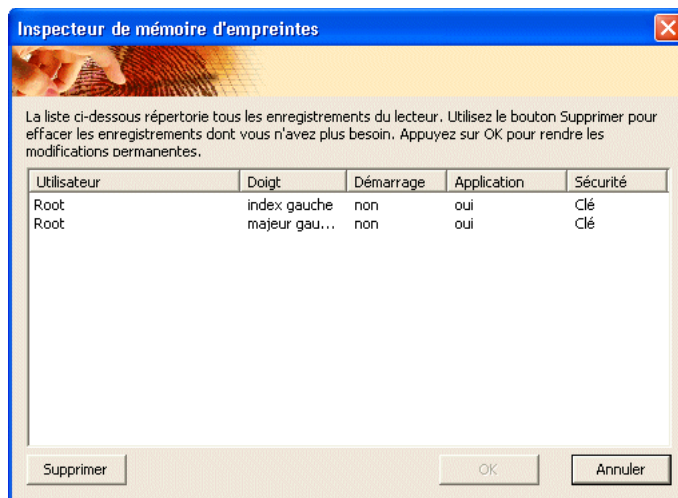 Inspecteur de mémoire d'empreintes
La liste ci-dessous répertorie tous les enregistrements du lecteur. Utilisez le bouton Supprimer pour
effacer les enregistrements dont vous n'avez plus besoin. Appuyez sur OK pour rendre les
modifications permanentes.
Utilisateur Doigt Démarrage Application Sécurité
Root index gauche non oui Clé
Root majeur gau... non oui Clé
Supprimer OK Annuler